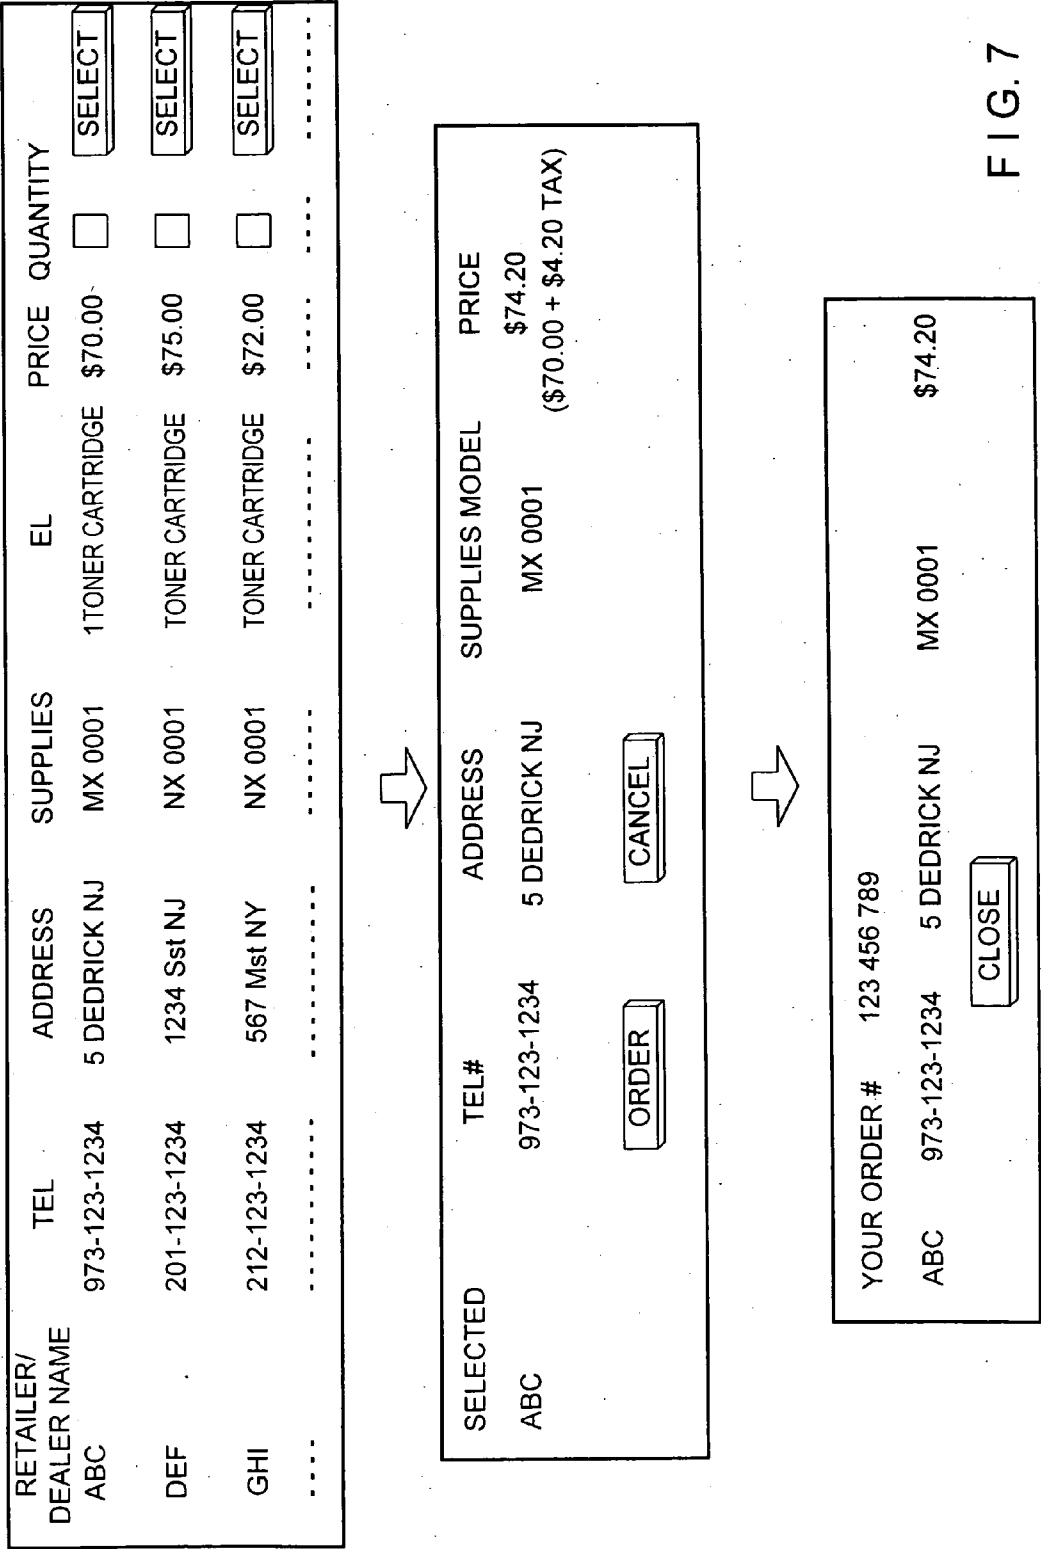 RETAILER/
DEALER NAME TEL ADDRESS SUPPLIES EL PRICE QUANTITY
ABC 973-123-1234 5 DEDRICK NJ MX 0001 1TONER CARTRIDGE $70.00 SELECT
DEF 201-123-1234 1234 Sst NJ NX 0001 TONER CARTRIDGE $75.00 SELECT
GHI 212-123-1234 567 Mst NY NX 0001 TONER CARTRIDGE $72.00 SELECT
SELECTED TEL# ADDRESS SUPPLIES MODEL PRICE
ABC 973-123-1234 5 DEDRICK NJ MX 0001 $74.20
($70.00 + $4.20 TAX)
ORDER CANCEL
YOUR ORDER # 123 456 789
ABC 973-123-1234 5 DEDRICK NJ MX 0001 $74.20
CLOSE
FIG. 7